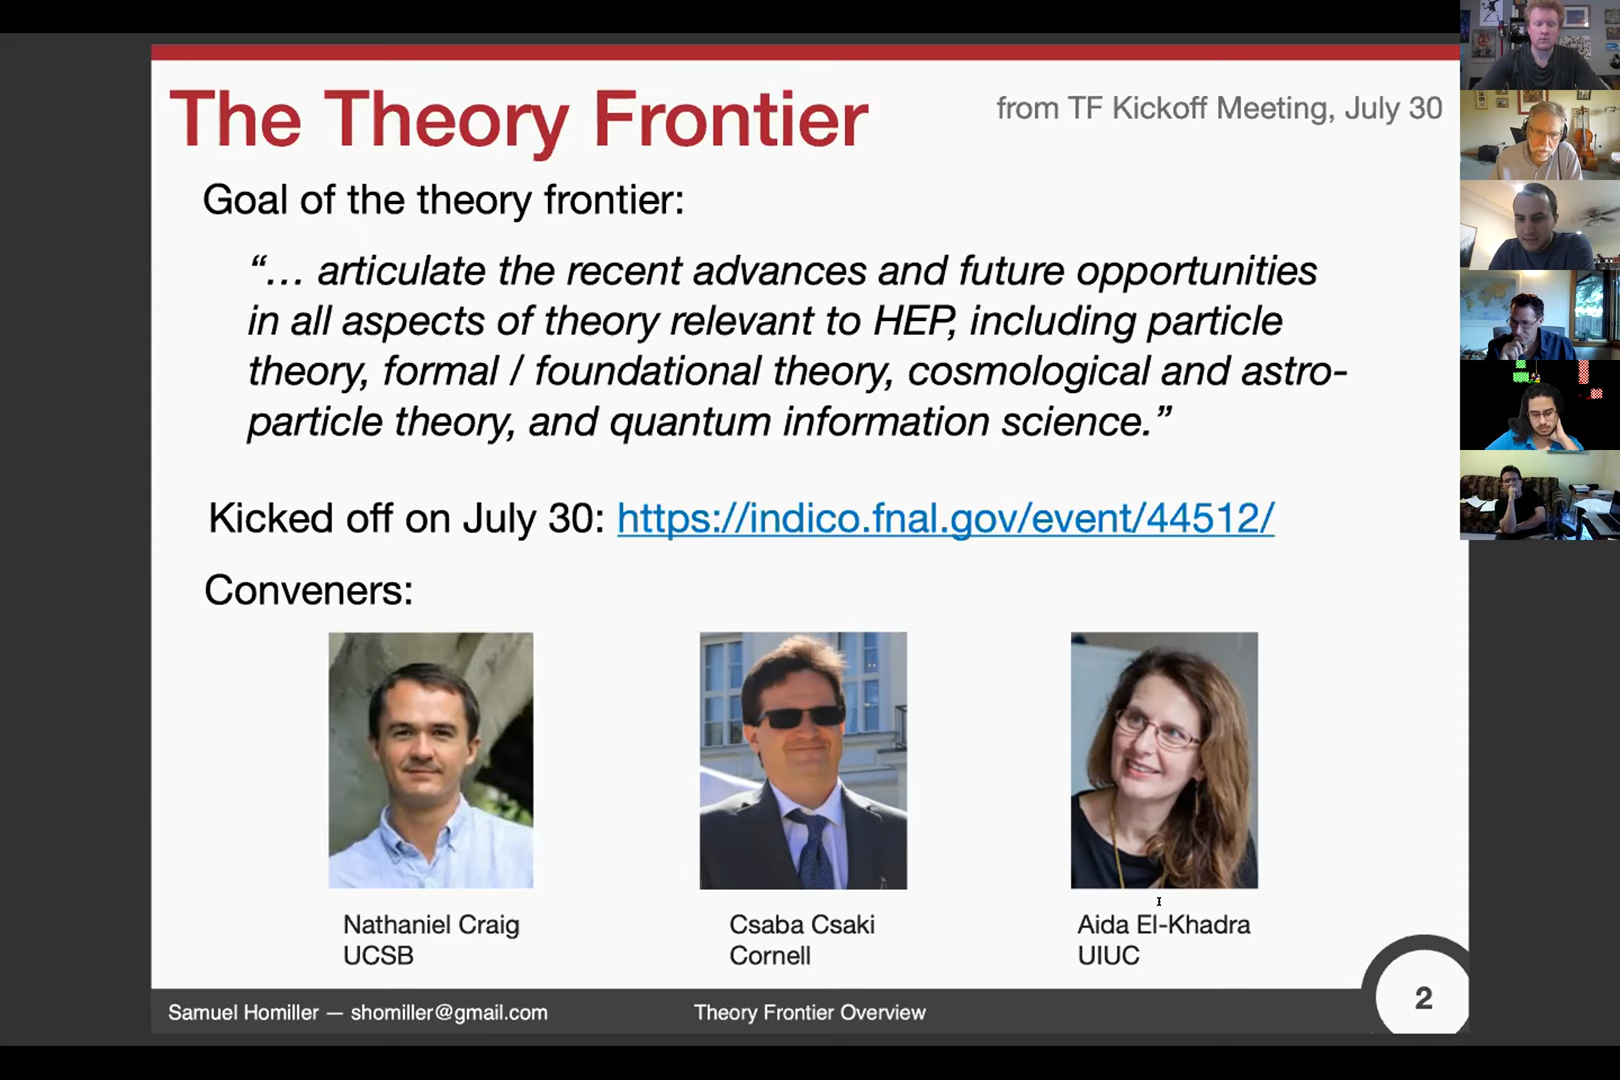 The Theory Frontier
from TF Kickoff Meeting, July 30
Goal of the theory frontier:
“… articulate the recent advances and future opportunities
in all aspects of theory relevant to HEP, including particle
theory, formal / foundational theory, cosmological and astro-
particle theory, and quantum information science.”
Kicked off on July 30: https://indico.fnal.gov/event/44512/
Conveners:
Nathaniel Craig
UCSB
Csaba Csaki
Cornell
Aida El-Khadra
UIUC
Samuel Homiller — shomiller@gmail.com
Theory Frontier Overview
2